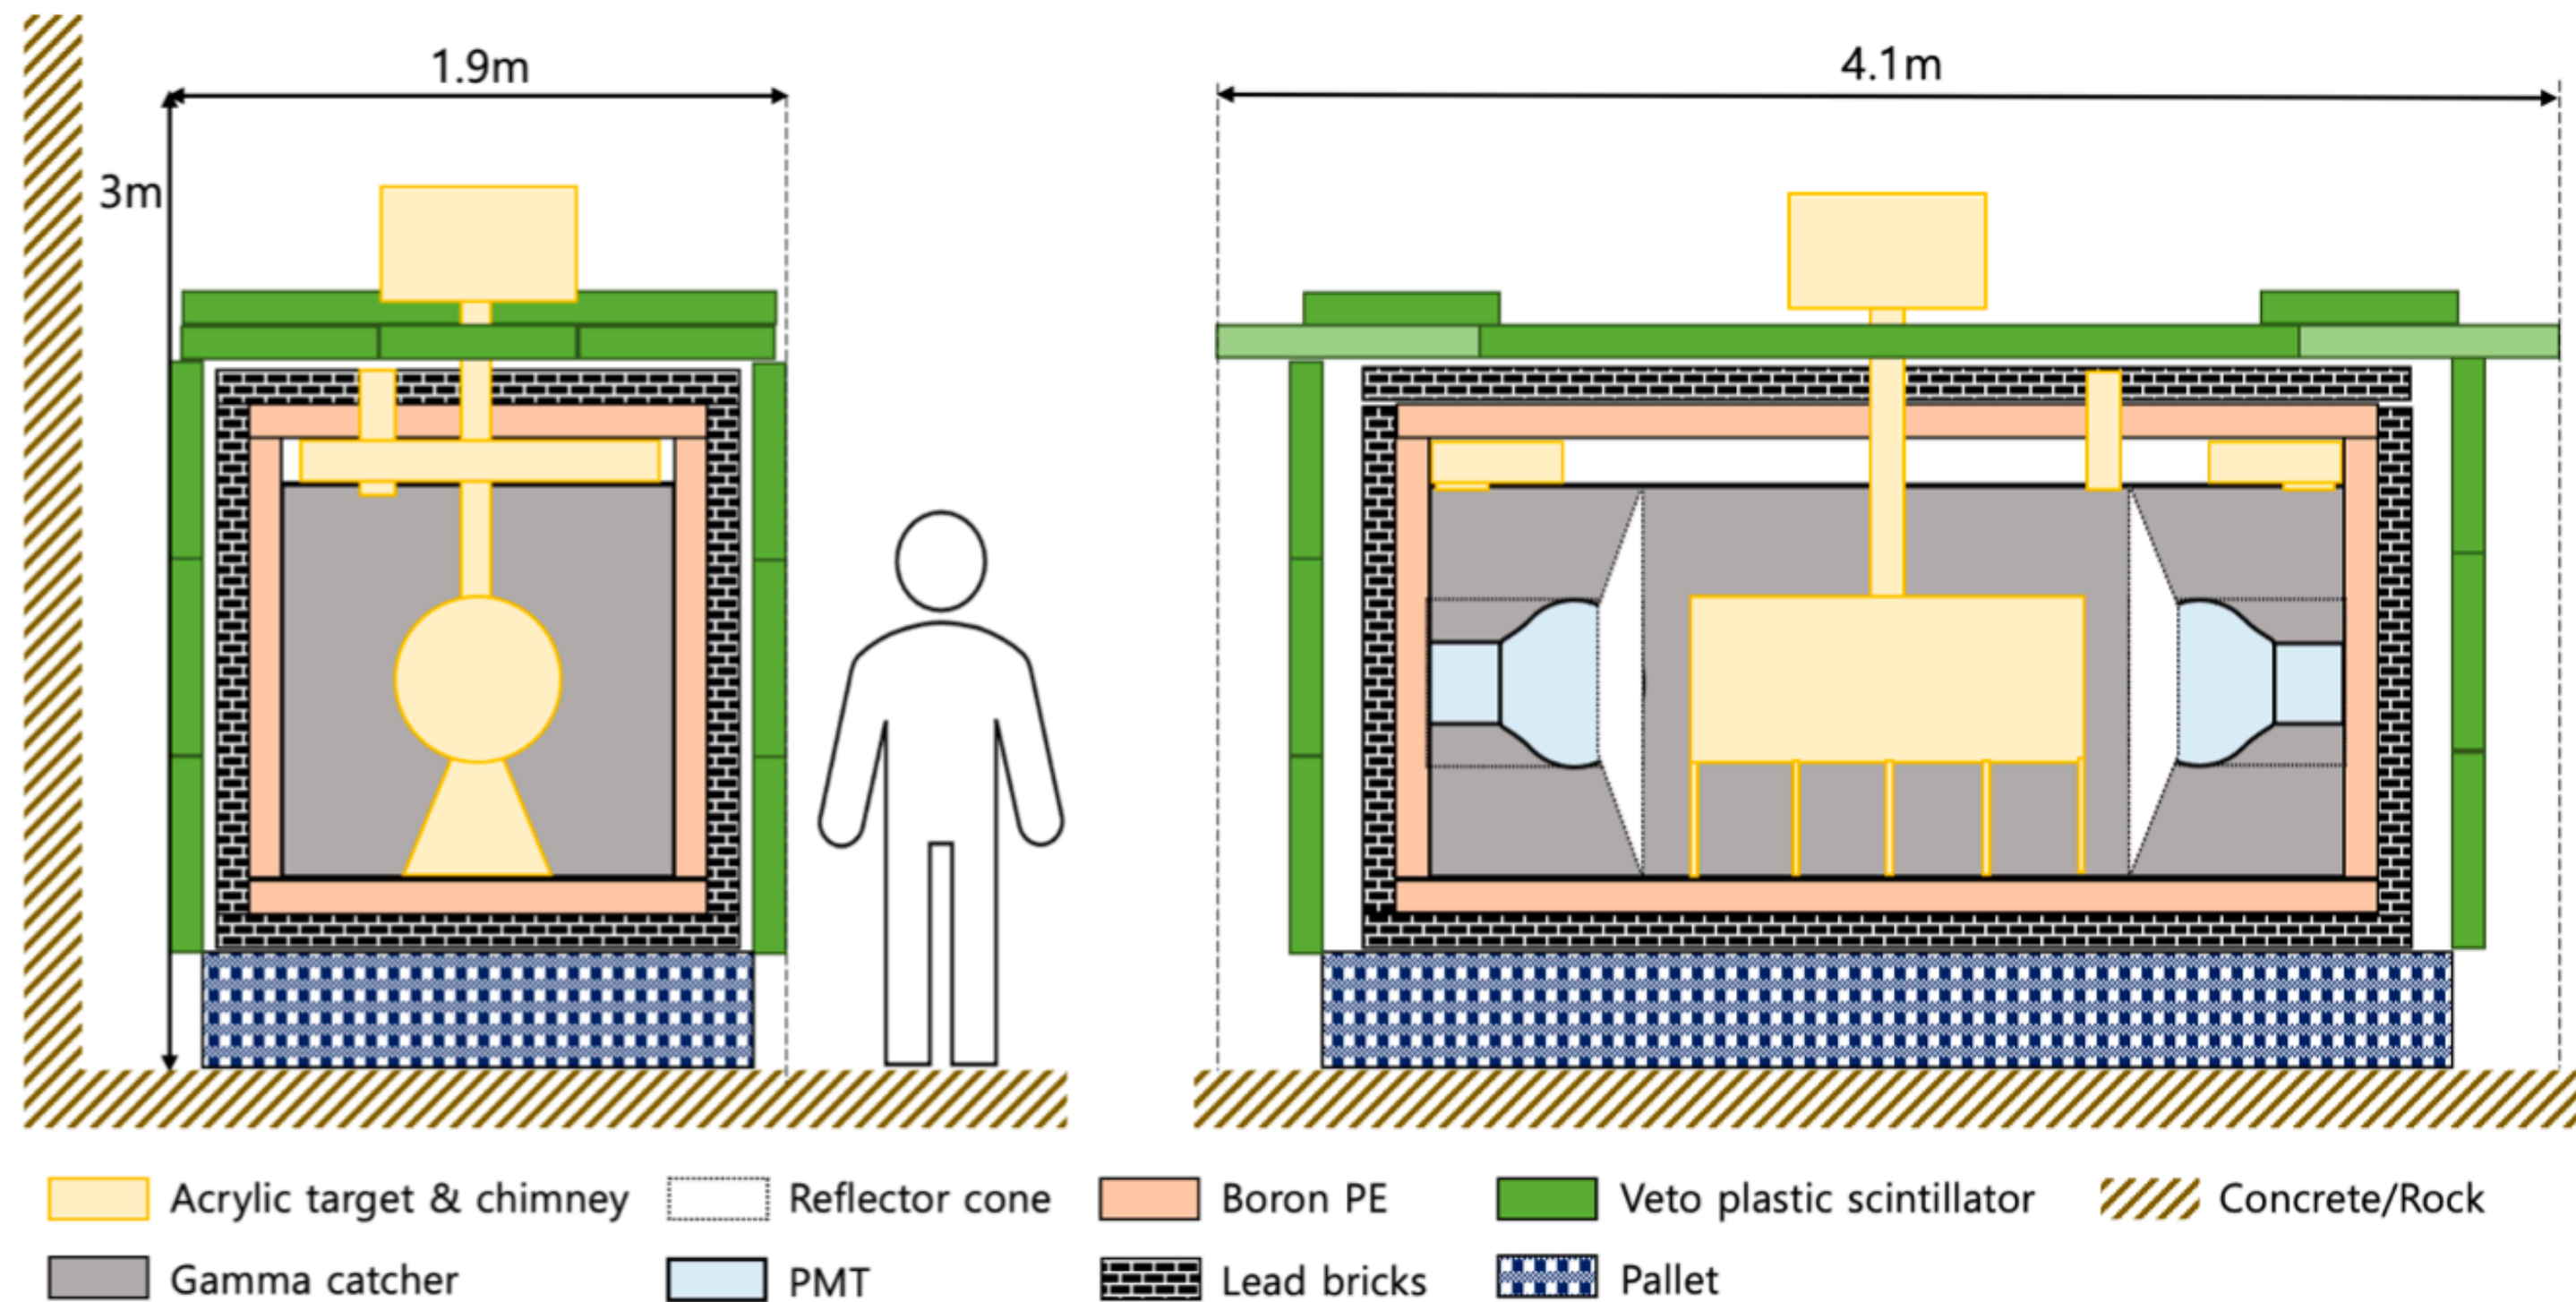 1.9m
4.1m
3m
Acrylic target & chimney
Reflector cone
Boron PE
Veto plastic scintillator
Concrete/Rock
Gamma catcher
PMT
Lead bricks
Pallet